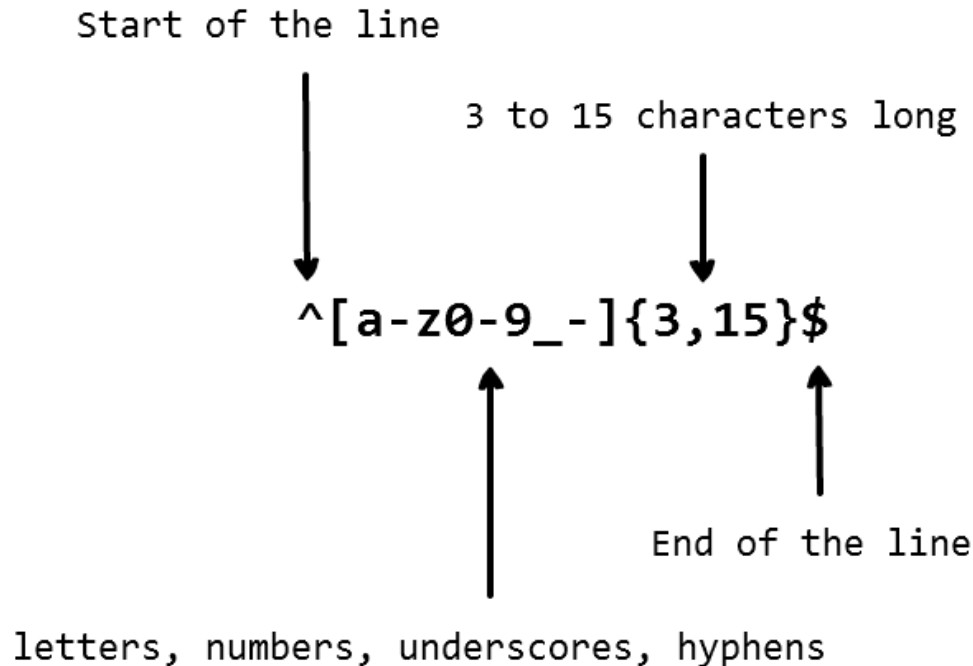 Start of the line
3 to 15 characters long
^[a-z0-9_-]{3,15}$
End of the line
letters, numbers, underscores, hyphens